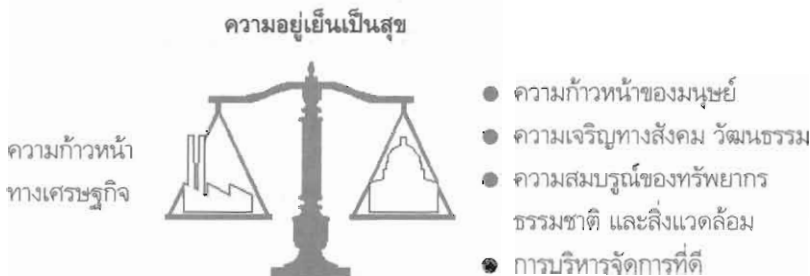 ความอยู่เย็นเป็นสุข
ความก้าวหน้า
ทางเศรษฐกิจ
● ความก้าวหน้าของมนุษย์
● ความเจริญทางสังคม วัฒนธรรม
● ความสมบรูณ์ของทรัพยากร
ธรรมชาติ และสิ่งแวดล้อม
● การบริหารจัดการที่ดี